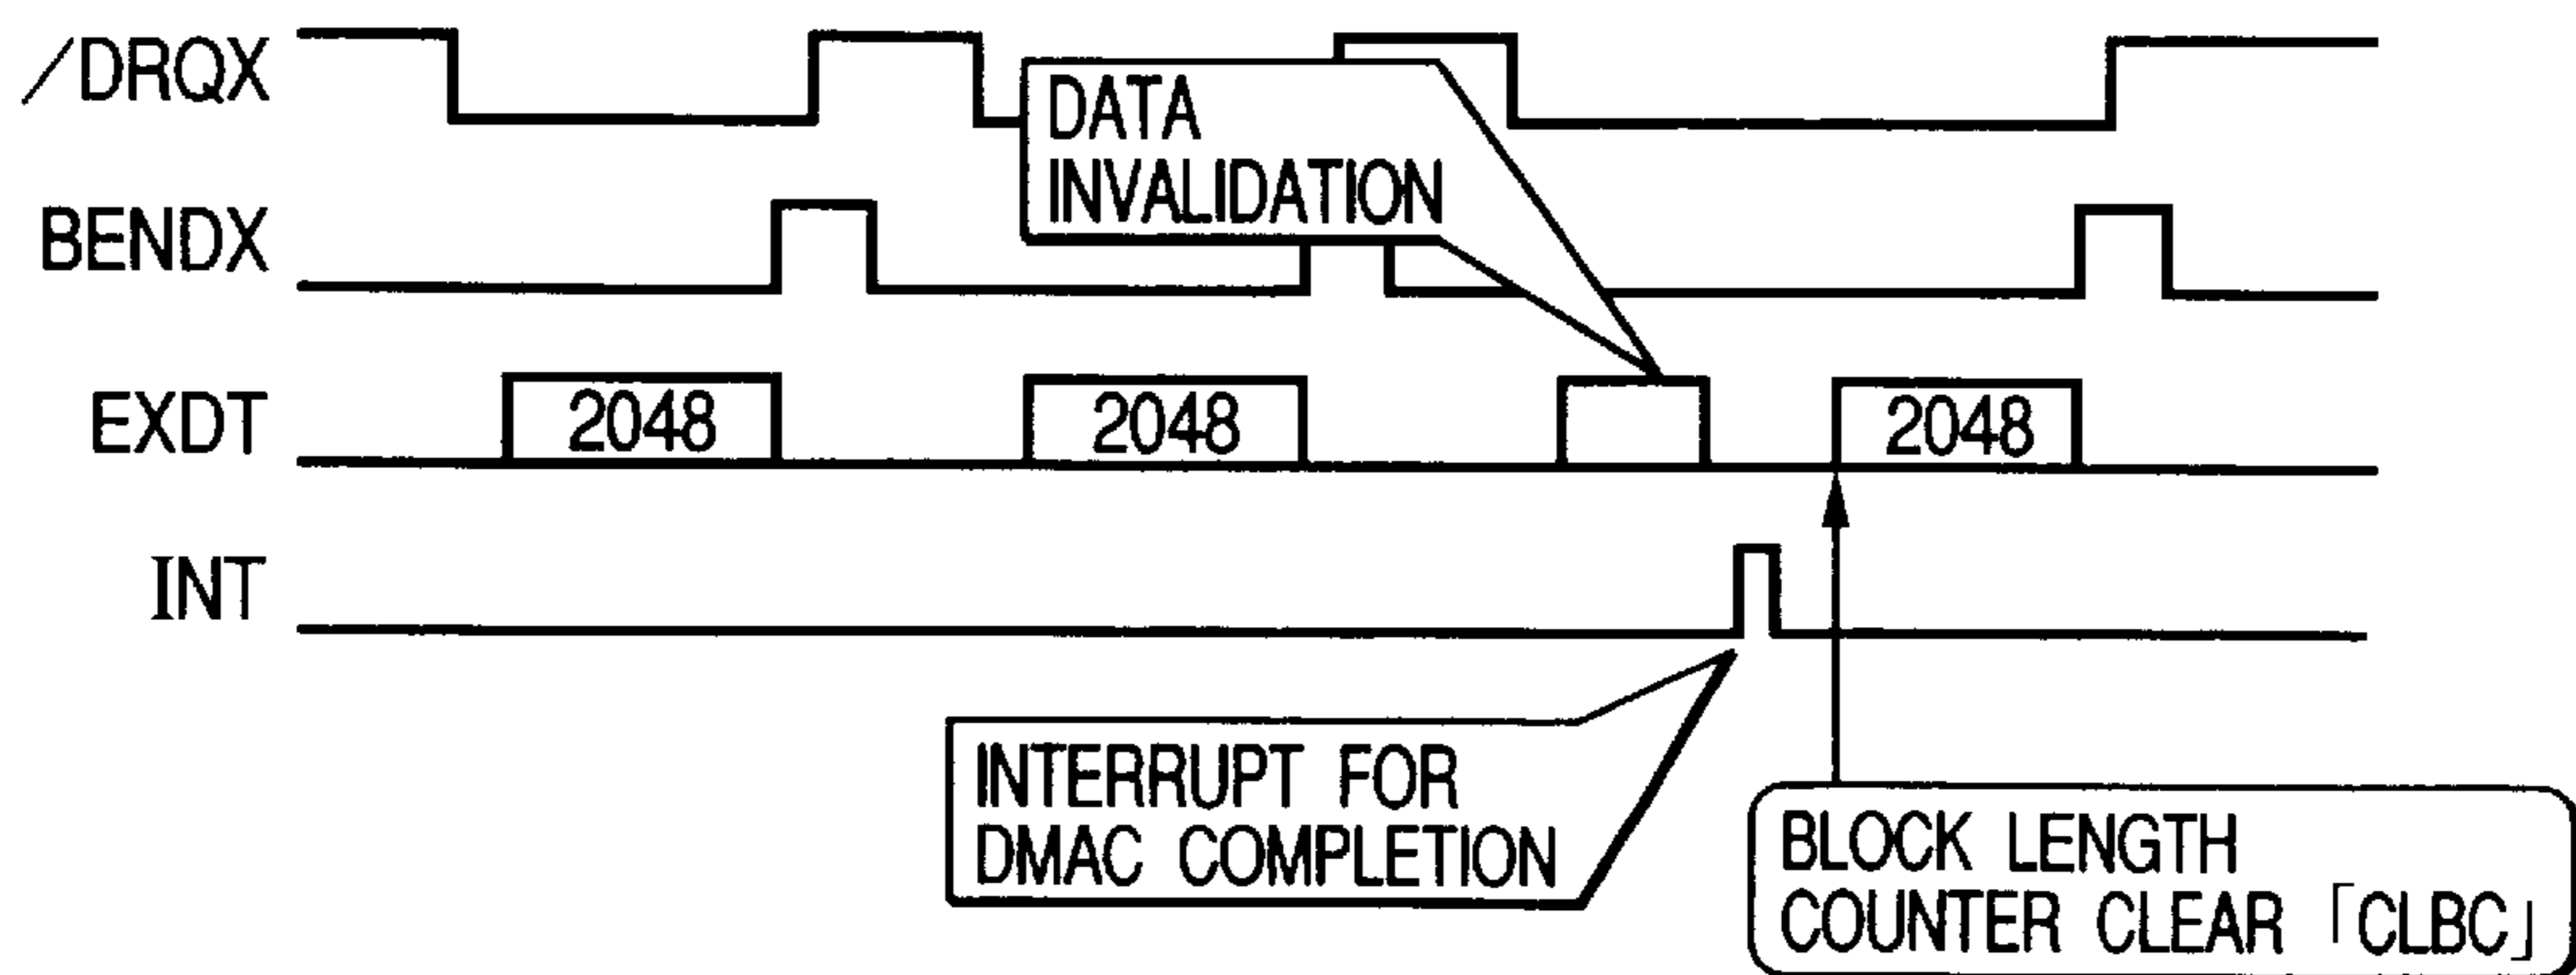 /DRQX
DATA
INVALIDATION
BENDX
EXDT 2048 2048 2048
INT
INTERRUPT FOR
DMAC COMPLETION
BLOCK LENGTH
COUNTER CLEAR「CLBC」